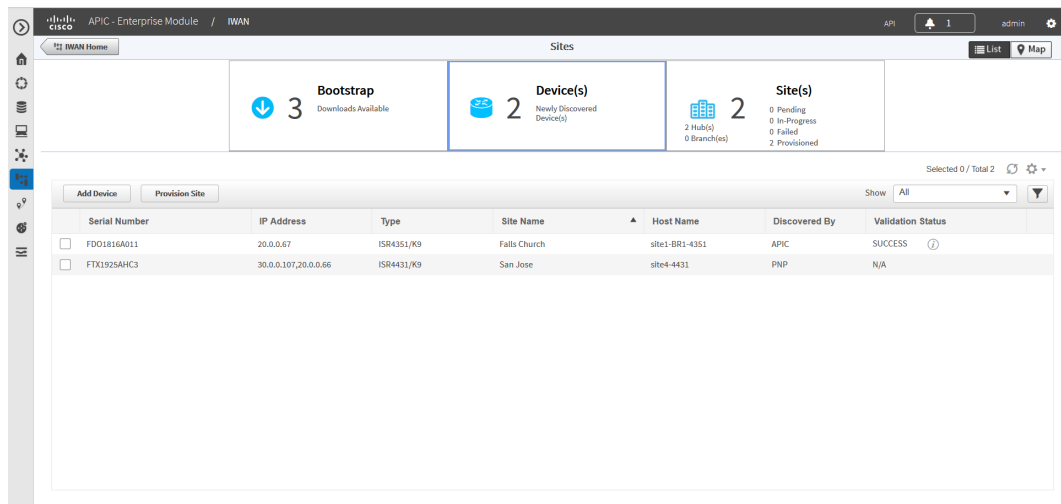 CISCO APIC - Enterprise Module / IWAN API 1 admin
IWAN Home Sites List Map
3 Bootstrap
Downloads Available
2 Device(s)
Newly Discovered
Device(s)
2 Hub(s)
0 Branch(es)
2 Site(s)
0 Pending
0 In-Progress
0 Failed
2 Provisioned
Selected 0 / Total 2
Add Device Provision Site Show All
Serial Number IP Address Type Site Name Host Name Discovered By Validation Status
FDO1816A011 20.0.0.67 ISR4351/K9 Falls Church site1-BR1-4351 APIC SUCCESS i
FTX1925AHC3 30.0.0.107,20.0.0.66 ISR4431/K9 San Jose site4-4431 PNP N/A